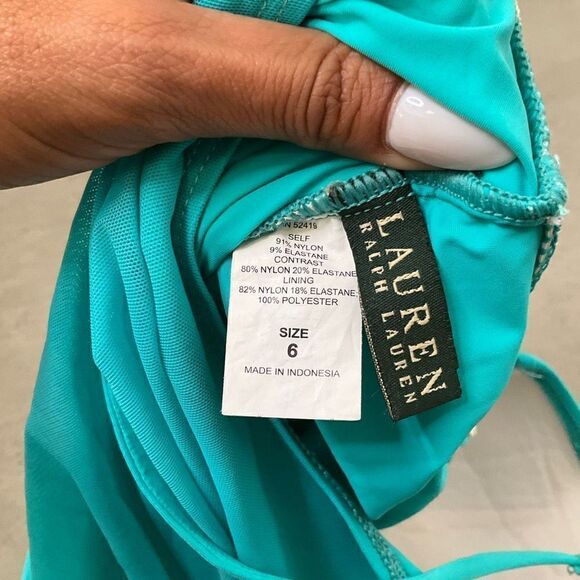 N 52419
SELF
91% NYLON
9% ELASTANE
CONTRAST
80% NYLON 20% ELASTANE
LINING
82% NYLON 18% ELASTANE
100% POLYESTER
SIZE
6
MADE IN INDONESIA
LAUREN
RALPH LAUREN